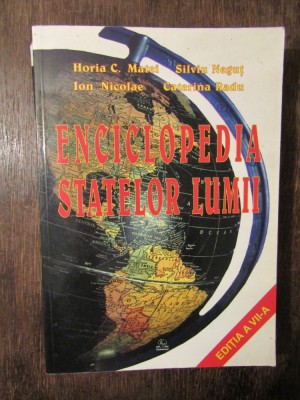 Horia C. Matei Silviu Neguț
Ion Nicolae Caterina Radu
ENCICLOPEDIA
STATELOR LUMII
EDIȚIA A VII-A